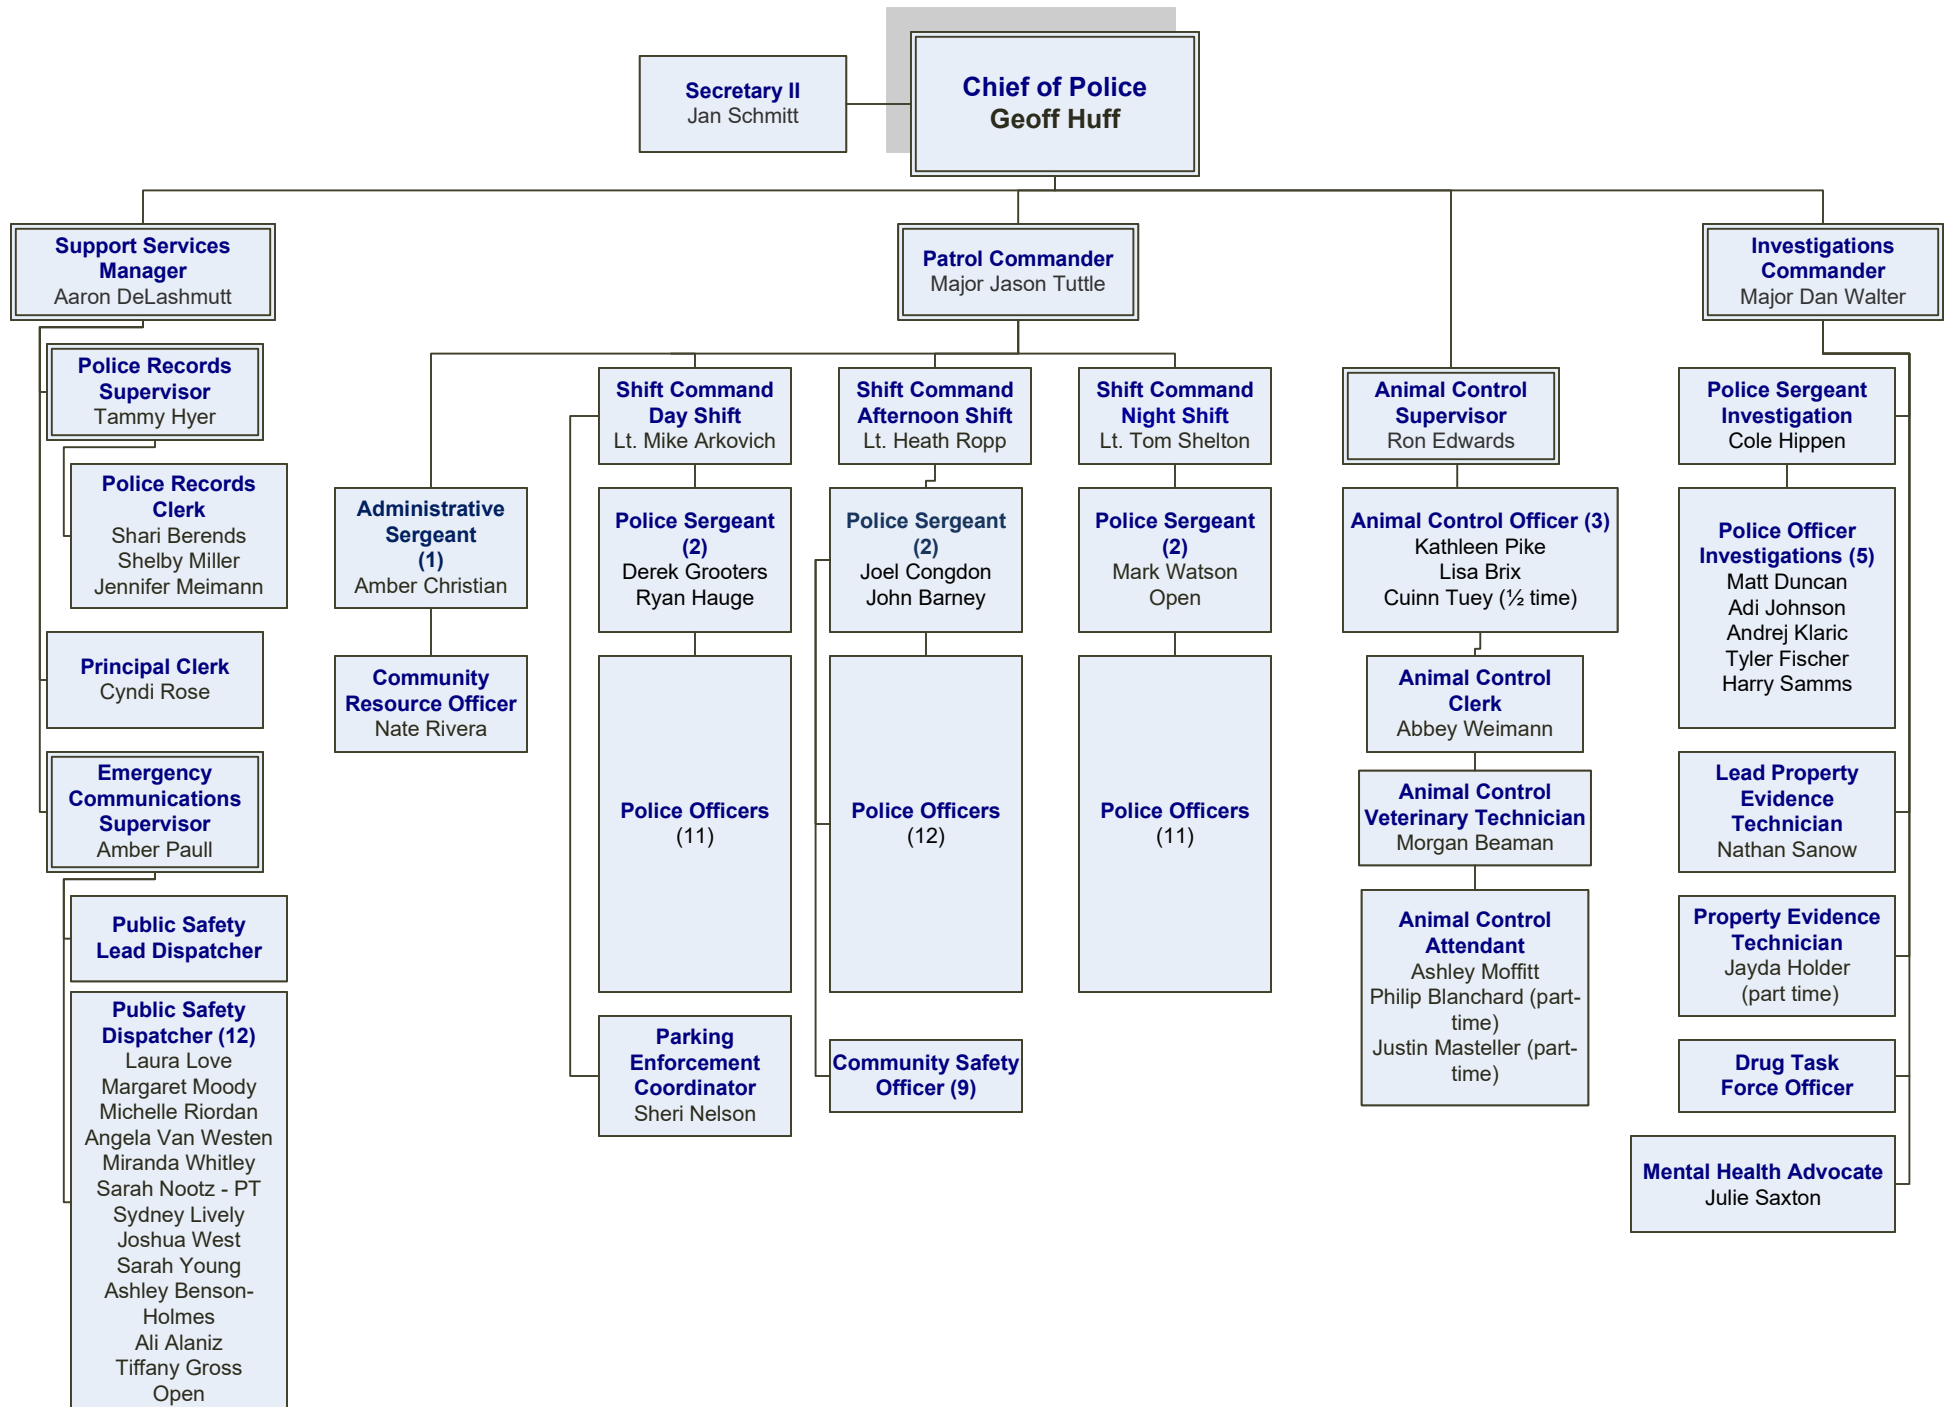 Secretary II
Jan Schmitt
Chief of Police
Geoff Huff
Support Services
Manager
Aaron DeLashmutt
Police Records
Supervisor
Tammy Hyer
Police Records
Clerk
Shari Berends
Shelby Miller
Jennifer Meimann
Principal Clerk
Cyndi Rose
Emergency
Communications
Supervisor
Amber Paull
Public Safety
Lead Dispatcher
Public Safety
Dispatcher (12)
Laura Love
Margaret Moody
Michelle Riordan
Angela Van Westen
Miranda Whitley
Sarah Nootz - PT
Sydney Lively
Joshua West
Sarah Young
Ashley Benson-
Holmes
Ali Alaniz
Tiffany Gross
Open
Patrol Commander
Major Jason Tuttle
Administrative
Sergeant
(1)
Amber Christian
Community
Resource Officer
Nate Rivera
Shift Command
Day Shift
Lt. Mike Arkovich
Police Sergeant
(2)
Derek Grooters
Ryan Hauge
Police Officers
(11)
Parking
Enforcement
Coordinator
Sheri Nelson
Shift Command
Afternoon Shift
Lt. Heath Ropp
Police Sergeant
(2)
Joel Congdon
John Barney
Police Officers
(12)
Community Safety
Officer (9)
Shift Command
Night Shift
Lt. Tom Shelton
Police Sergeant
(2)
Mark Watson
Open
Police Officers
(11)
Animal Control
Supervisor
Ron Edwards
Animal Control Officer (3)
Kathleen Pike
Lisa Brix
Cuinn Tuey (½ time)
Animal Control
Clerk
Abbey Weimann
Animal Control
Veterinary Technician
Morgan Beaman
Animal Control
Attendant
Ashley Moffitt
Philip Blanchard (part-
time)
Justin Masteller (part-
time)
Investigations
Commander
Major Dan Walter
Police Sergeant
Investigation
Cole Hippen
Police Officer
Investigations (5)
Matt Duncan
Adi Johnson
Andrej Klaric
Tyler Fischer
Harry Samms
Lead Property
Evidence
Technician
Nathan Sanow
Property Evidence
Technician
Jayda Holder
(part time)
Drug Task
Force Officer
Mental Health Advocate
Julie Saxton